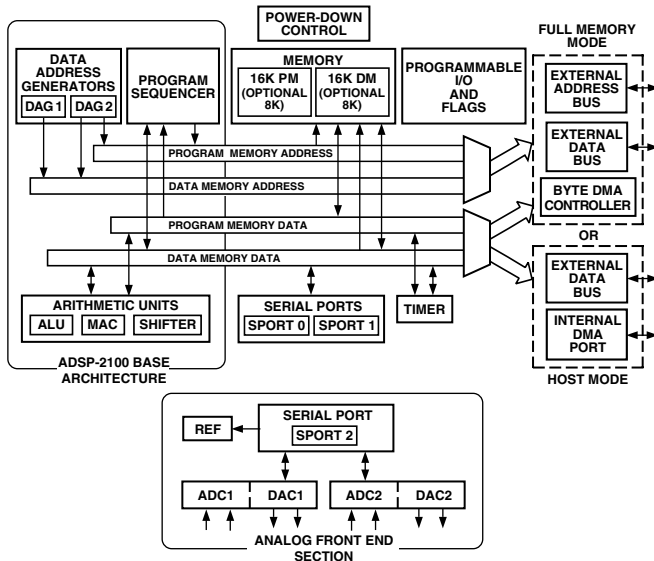 POWER-DOWN
CONTROL
FULL MEMORY
MODE
DATA
ADDRESS
GENERATORS
DAG 1
DAG 2
PROGRAM
SEQUENCER
MEMORY
16K PM
(OPTIONAL
8K)
16K DM
(OPTIONAL
8K)
PROGRAMMABLE
I/O
AND
FLAGS
EXTERNAL
ADDRESS
BUS
EXTERNAL
DATA
BUS
BYTE DMA
CONTROLLER
OR
EXTERNAL
DATA
BUS
INTERNAL
DMA
PORT
HOST MODE
PROGRAM MEMORY ADDRESS
DATA MEMORY ADDRESS
PROGRAM MEMORY DATA
DATA MEMORY DATA
ARITHMETIC UNITS
ALU
MAC
SHIFTER
SERIAL PORTS
SPORT 0
SPORT 1
TIMER
ADSP-2100 BASE
ARCHITECTURE
REF
SERIAL PORT
SPORT 2
ADC1
DAC1
ADC2
DAC2
ANALOG FRONT END
SECTION